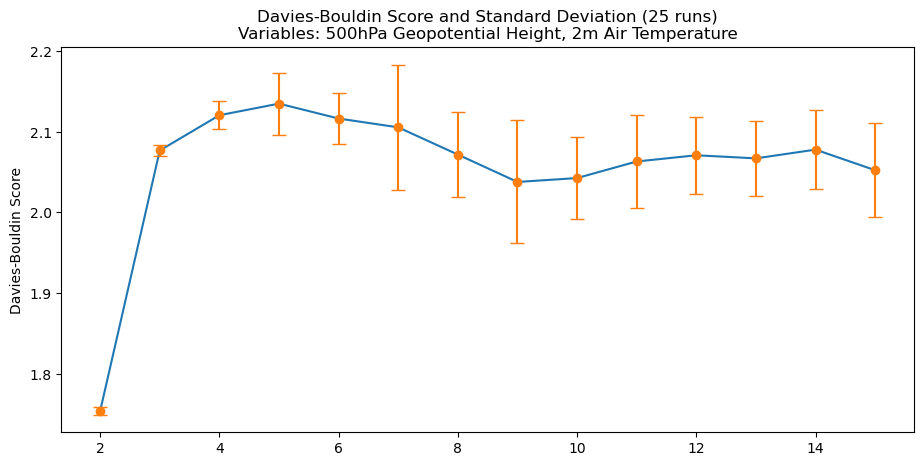 Davies-Bouldin Score and Standard Deviation (25 runs)
Variables: 500hPa Geopotential Height, 2m Air Temperature
Davies-Bouldin Score
2.2
2.1
2.0
1.9
1.8
2 4 6 8 10 12 14